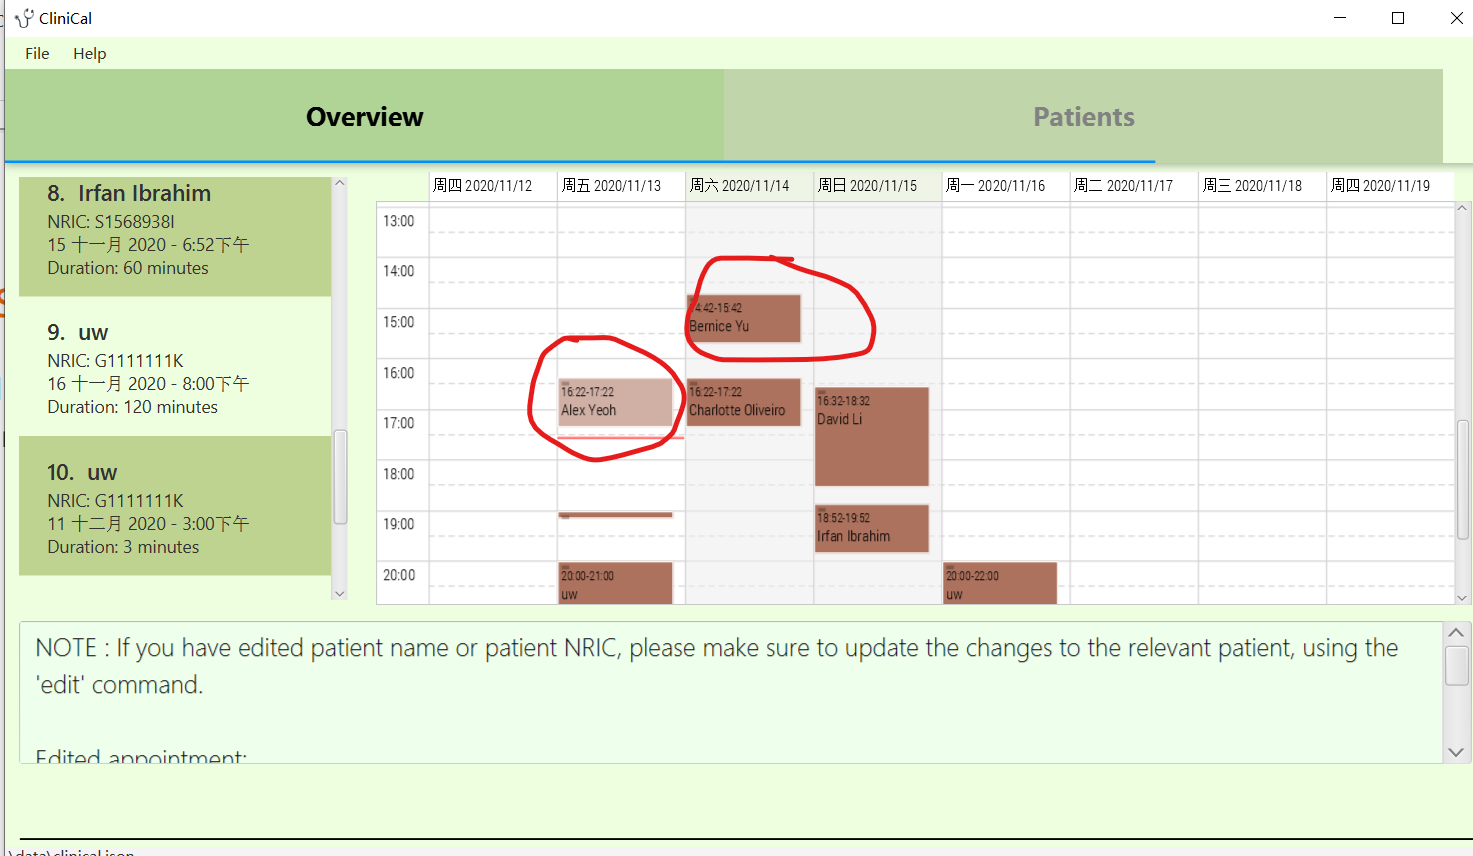 CliniCal
File Help
Overview Patients
8. Irfan Ibrahim
NRIC: S1568938I
15 十一月 2020 - 6:52下午
Duration: 60 minutes
9. uw
NRIC: G1111111K
16 十一月 2020 - 8:00下午
Duration: 120 minutes
10. uw
NRIC: G1111111K
11 十二月 2020 - 3:00下午
Duration: 3 minutes
周四 2020/11/12 周五 2020/11/13 周六 2020/11/14 周日 2020/11/15 周一 2020/11/16 周二 2020/11/17 周三 2020/11/18 周四 2020/11/19
13:00
14:00
15:00
16:00
17:00
18:00
19:00
20:00
16:22-17:22
Alex Yeoh
20:00-21:00
uw
14:42-15:42
Bernice Yu
16:22-17:22
Charlotte Oliveiro
16:32-18:32
David Li
18:52-19:52
Irfan Ibrahim
20:00-22:00
uw
NOTE : If you have edited patient name or patient NRIC, please make sure to update the changes to the relevant patient, using the
'edit' command.
Edited appointment:
\data\clinical.json